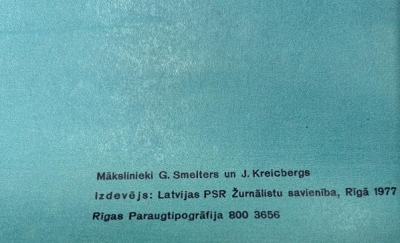 Mākslinieki G. Smelters un J. Kreicbergs
Izdevējs: Latvijas PSR Žurnālistu savienība, Rīgā 1977
Rīgas Paraugtipogrāfija 800 3656